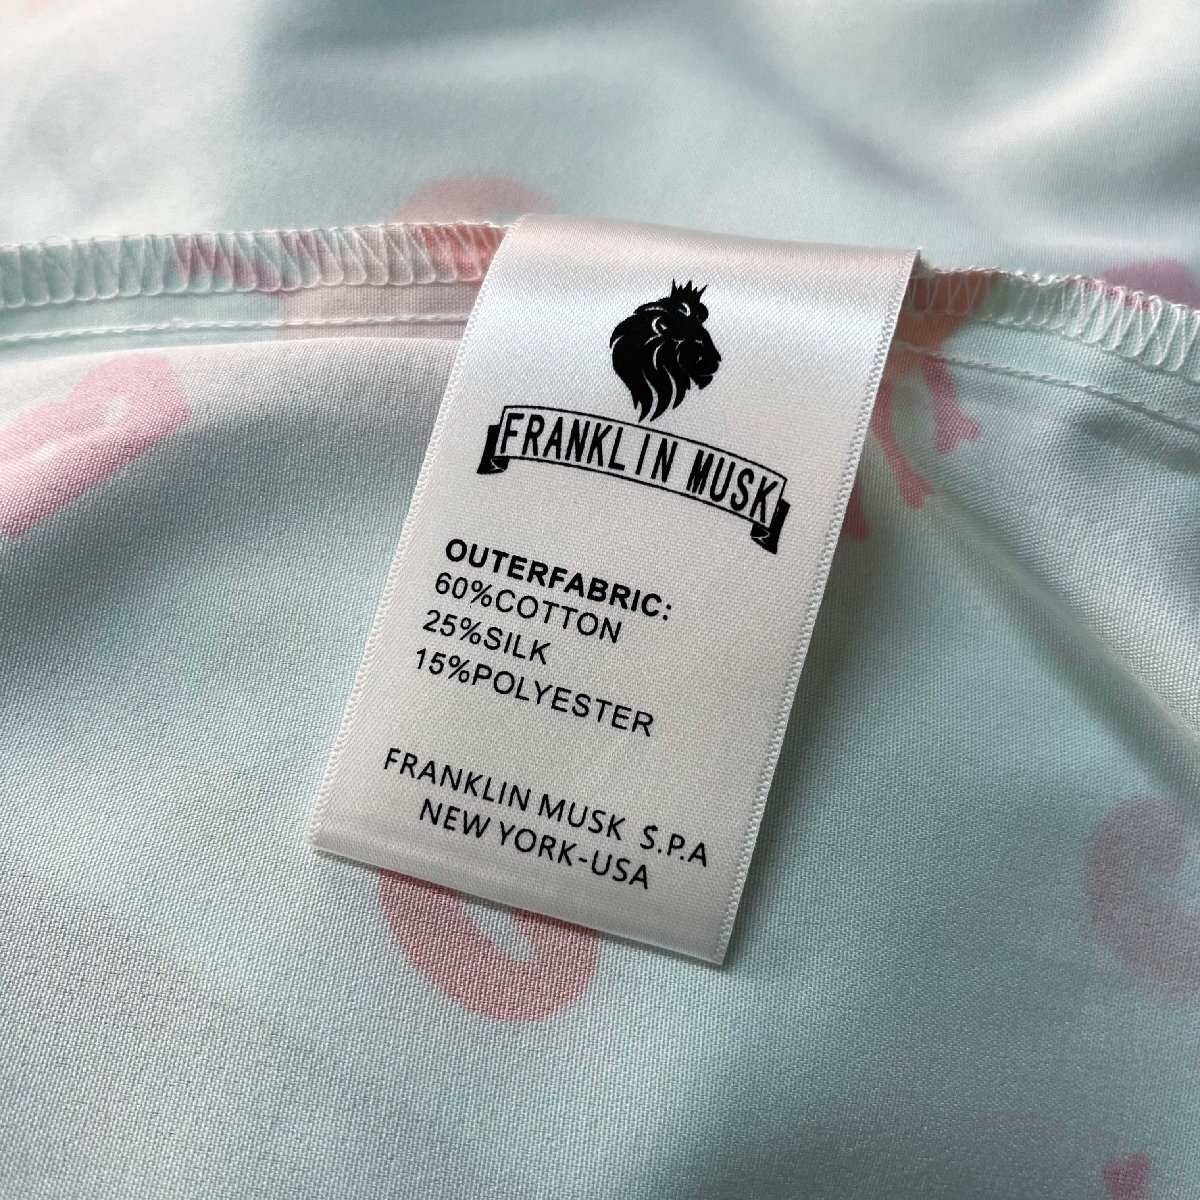 FRANKLIN MUSK
OUTERFABRIC:
60%COTTON
25%SILK
15%POLYESTER
FRANKLIN MUSK S.P.A
NEW YORK-USA